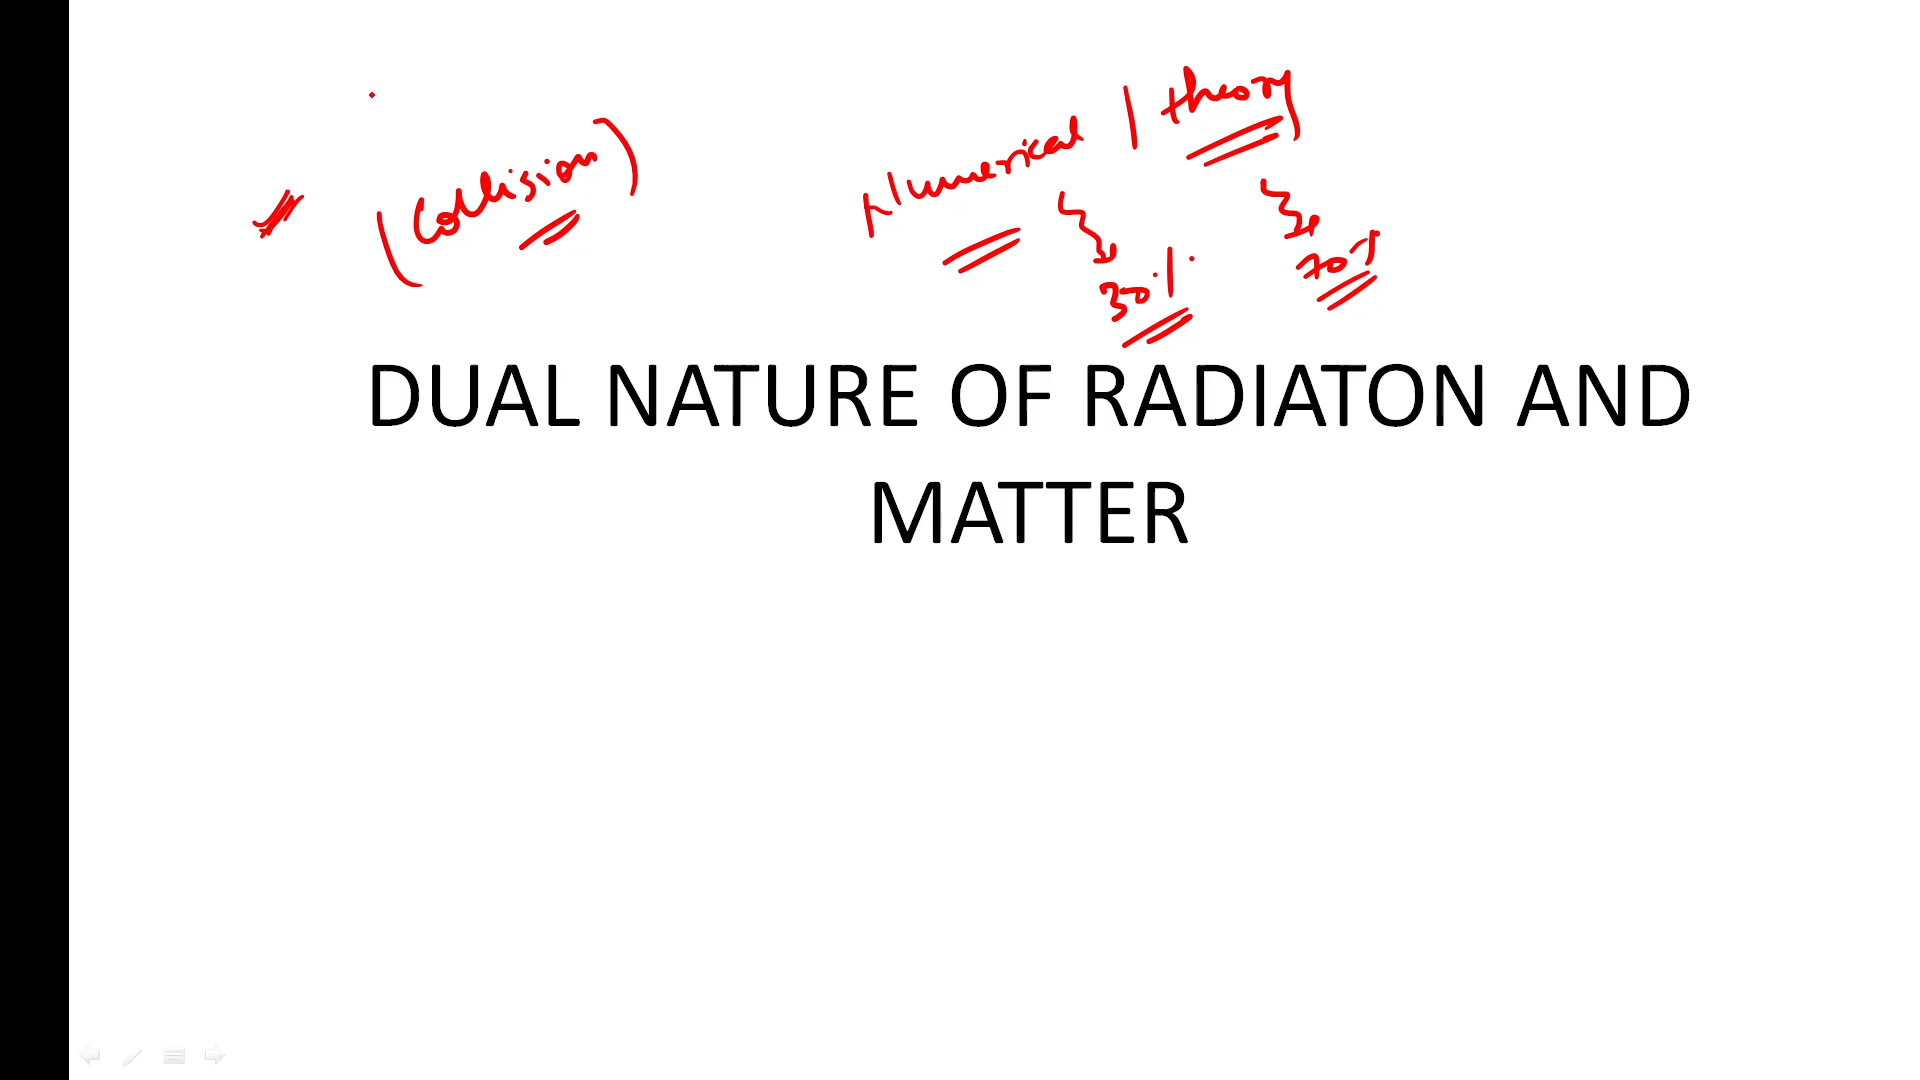 (Collision)
Numerical | theory
30%
70%
DUAL NATURE OF RADIATON AND
MATTER